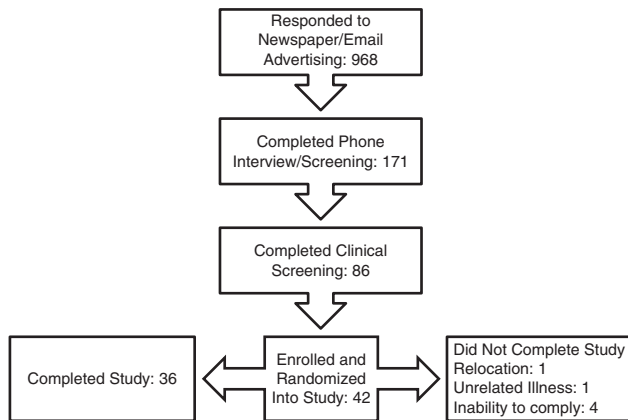 Responded to
Newspaper/Email
Advertising: 968
Completed Phone
Interview/Screening: 171
Completed Clinical
Screening: 86
Completed Study: 36
Enrolled and
Randomized
Into Study: 42
Did Not Complete Study
Relocation: 1
Unrelated Illness: 1
Inability to comply: 4